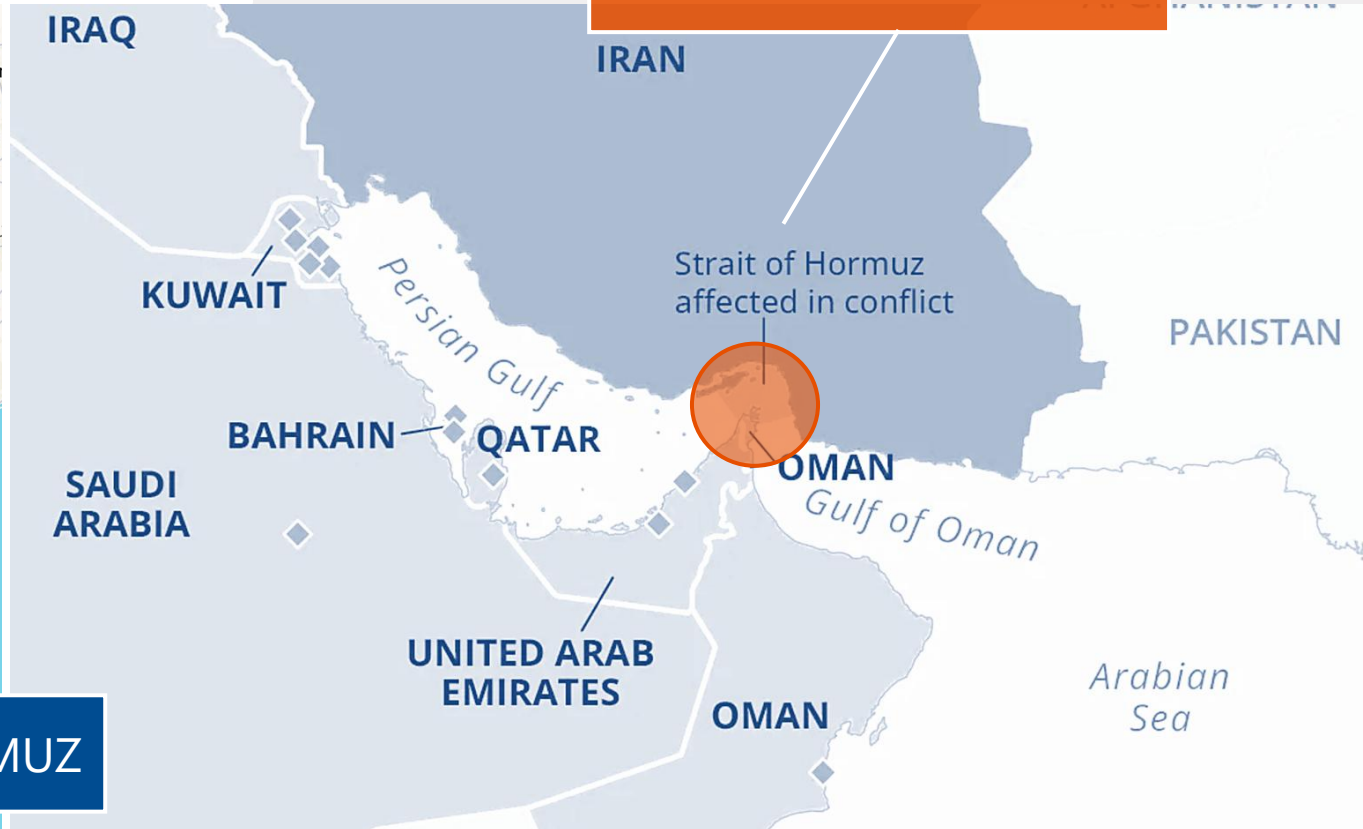 IRAQ
IRAN
Strait of Hormuz
affected in conflict
KUWAIT
Persian Gulf
PAKISTAN
BAHRAIN
QATAR
OMAN
SAUDI
ARABIA
Gulf of Oman
UNITED ARAB
EMIRATES
OMAN
Arabian
Sea
MUZ